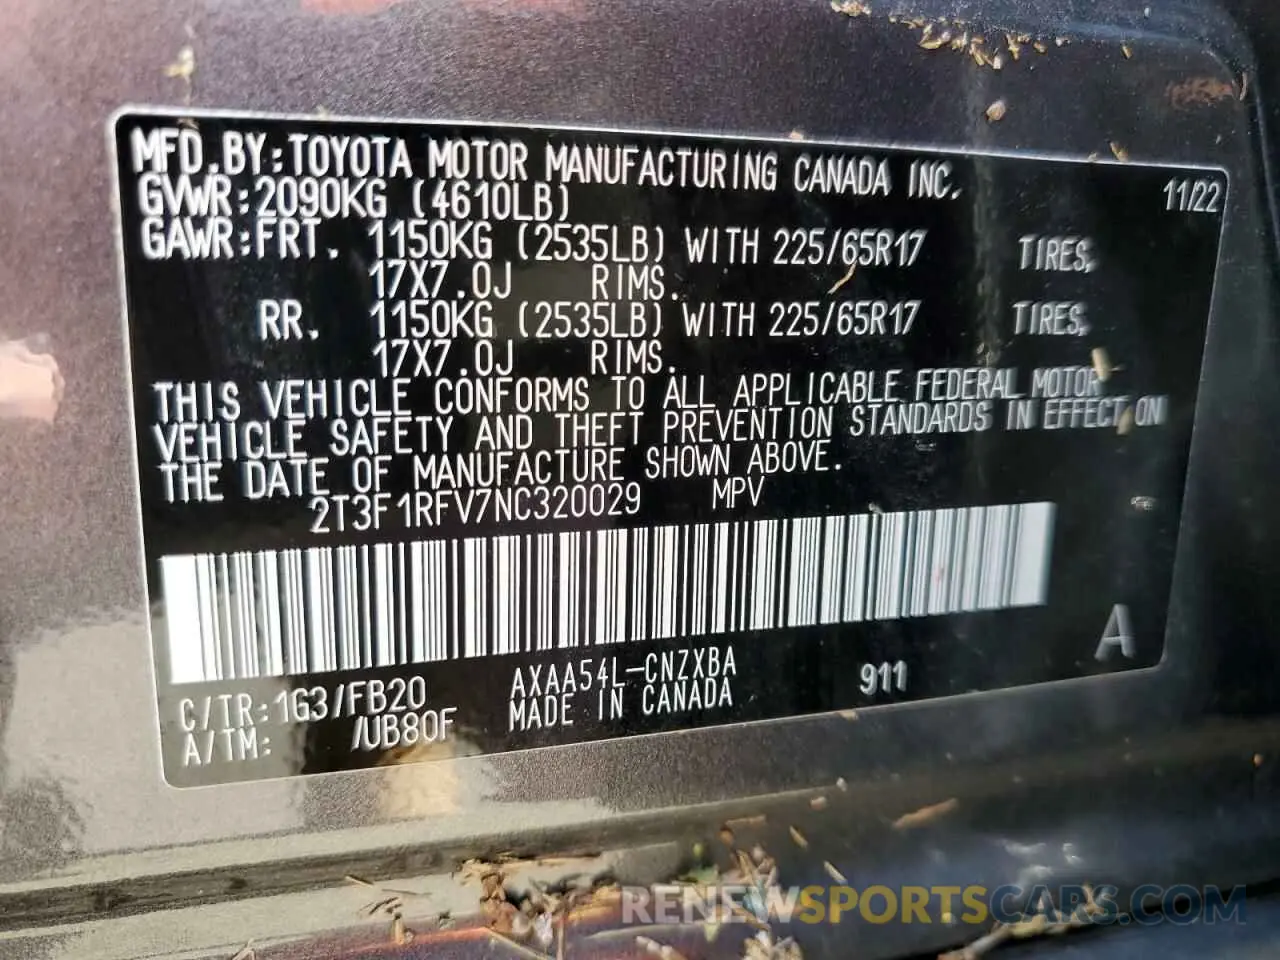 MFD.BY:TOYOTA MOTOR MANUFACTURING CANADA INC. 11/22
GVWR:2090KG (4610LB)
GAWR:FRT. 1150KG (2535LB) WITH 225/65R17 TIRES,
17X7.0J RIMS.
RR. 1150KG (2535LB) WITH 225/65R17 TIRES,
17X7.0J RIMS.
THIS VEHICLE CONFORMS TO ALL APPLICABLE FEDERAL MOTOR
VEHICLE SAFETY AND THEFT PREVENTION STANDARDS IN EFFECT ON
THE DATE OF MANUFACTURE SHOWN ABOVE.
2T3F1RFV7NC320029 MPV
C/TR:1G3/FB20 AXAA54L-CNZXBA 911 A
A/TM: /UB80F MADE IN CANADA
RENEWSPORTSCARS.COM